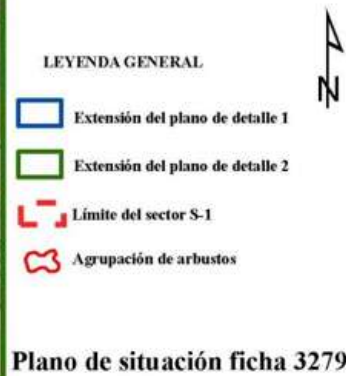 LEYENDA GENERAL
N
Extensión del plano de detalle 1
Extensión del plano de detalle 2
Límite del sector S-1
Agrupación de arbustos
Plano de situación ficha 3279